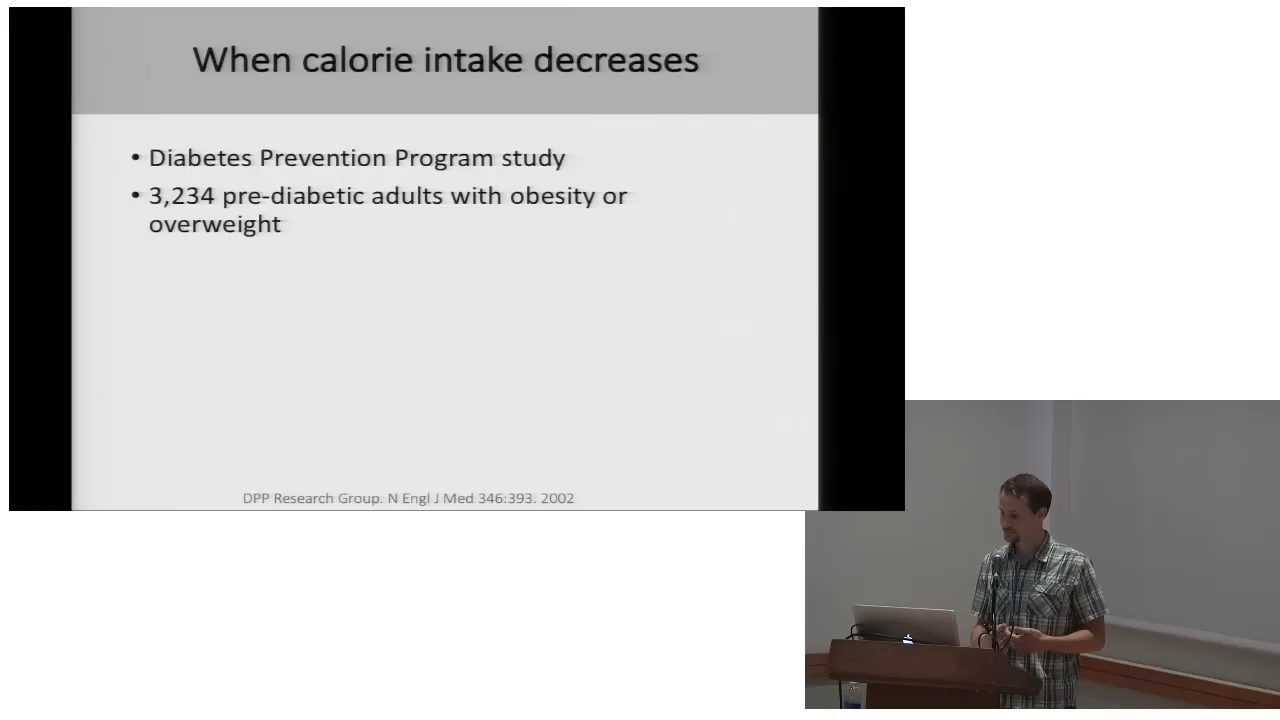 When calorie intake decreases
• Diabetes Prevention Program study
• 3,234 pre-diabetic adults with obesity or
overweight
DPP Research Group. N Engl J Med 346:393. 2002